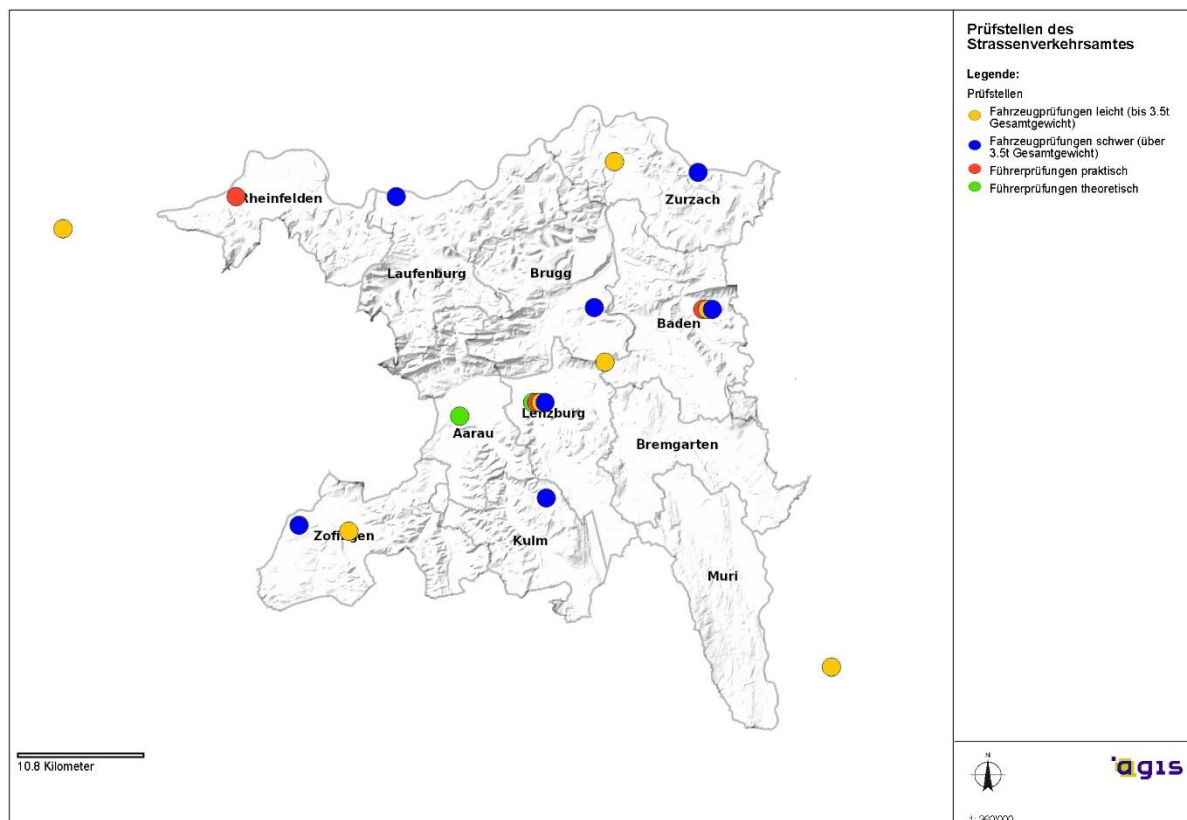 Prüfstellen des
Strassenverkehrsamtes
Legende:
Prüfstellen
Fahrzeugprüfungen leicht (bis 3.5t
Gesamtgewicht)
Fahrzeugprüfungen schwer (über
3.5t Gesamtgewicht)
Führerprüfungen praktisch
Führerprüfungen theoretisch
Rheinfelden
Zurzach
Laufenburg
Brugg
Baden
Lenzburg
Aarau
Bremgarten
Zofingen
Kulm
Muri
10.8 Kilometer
N
agis